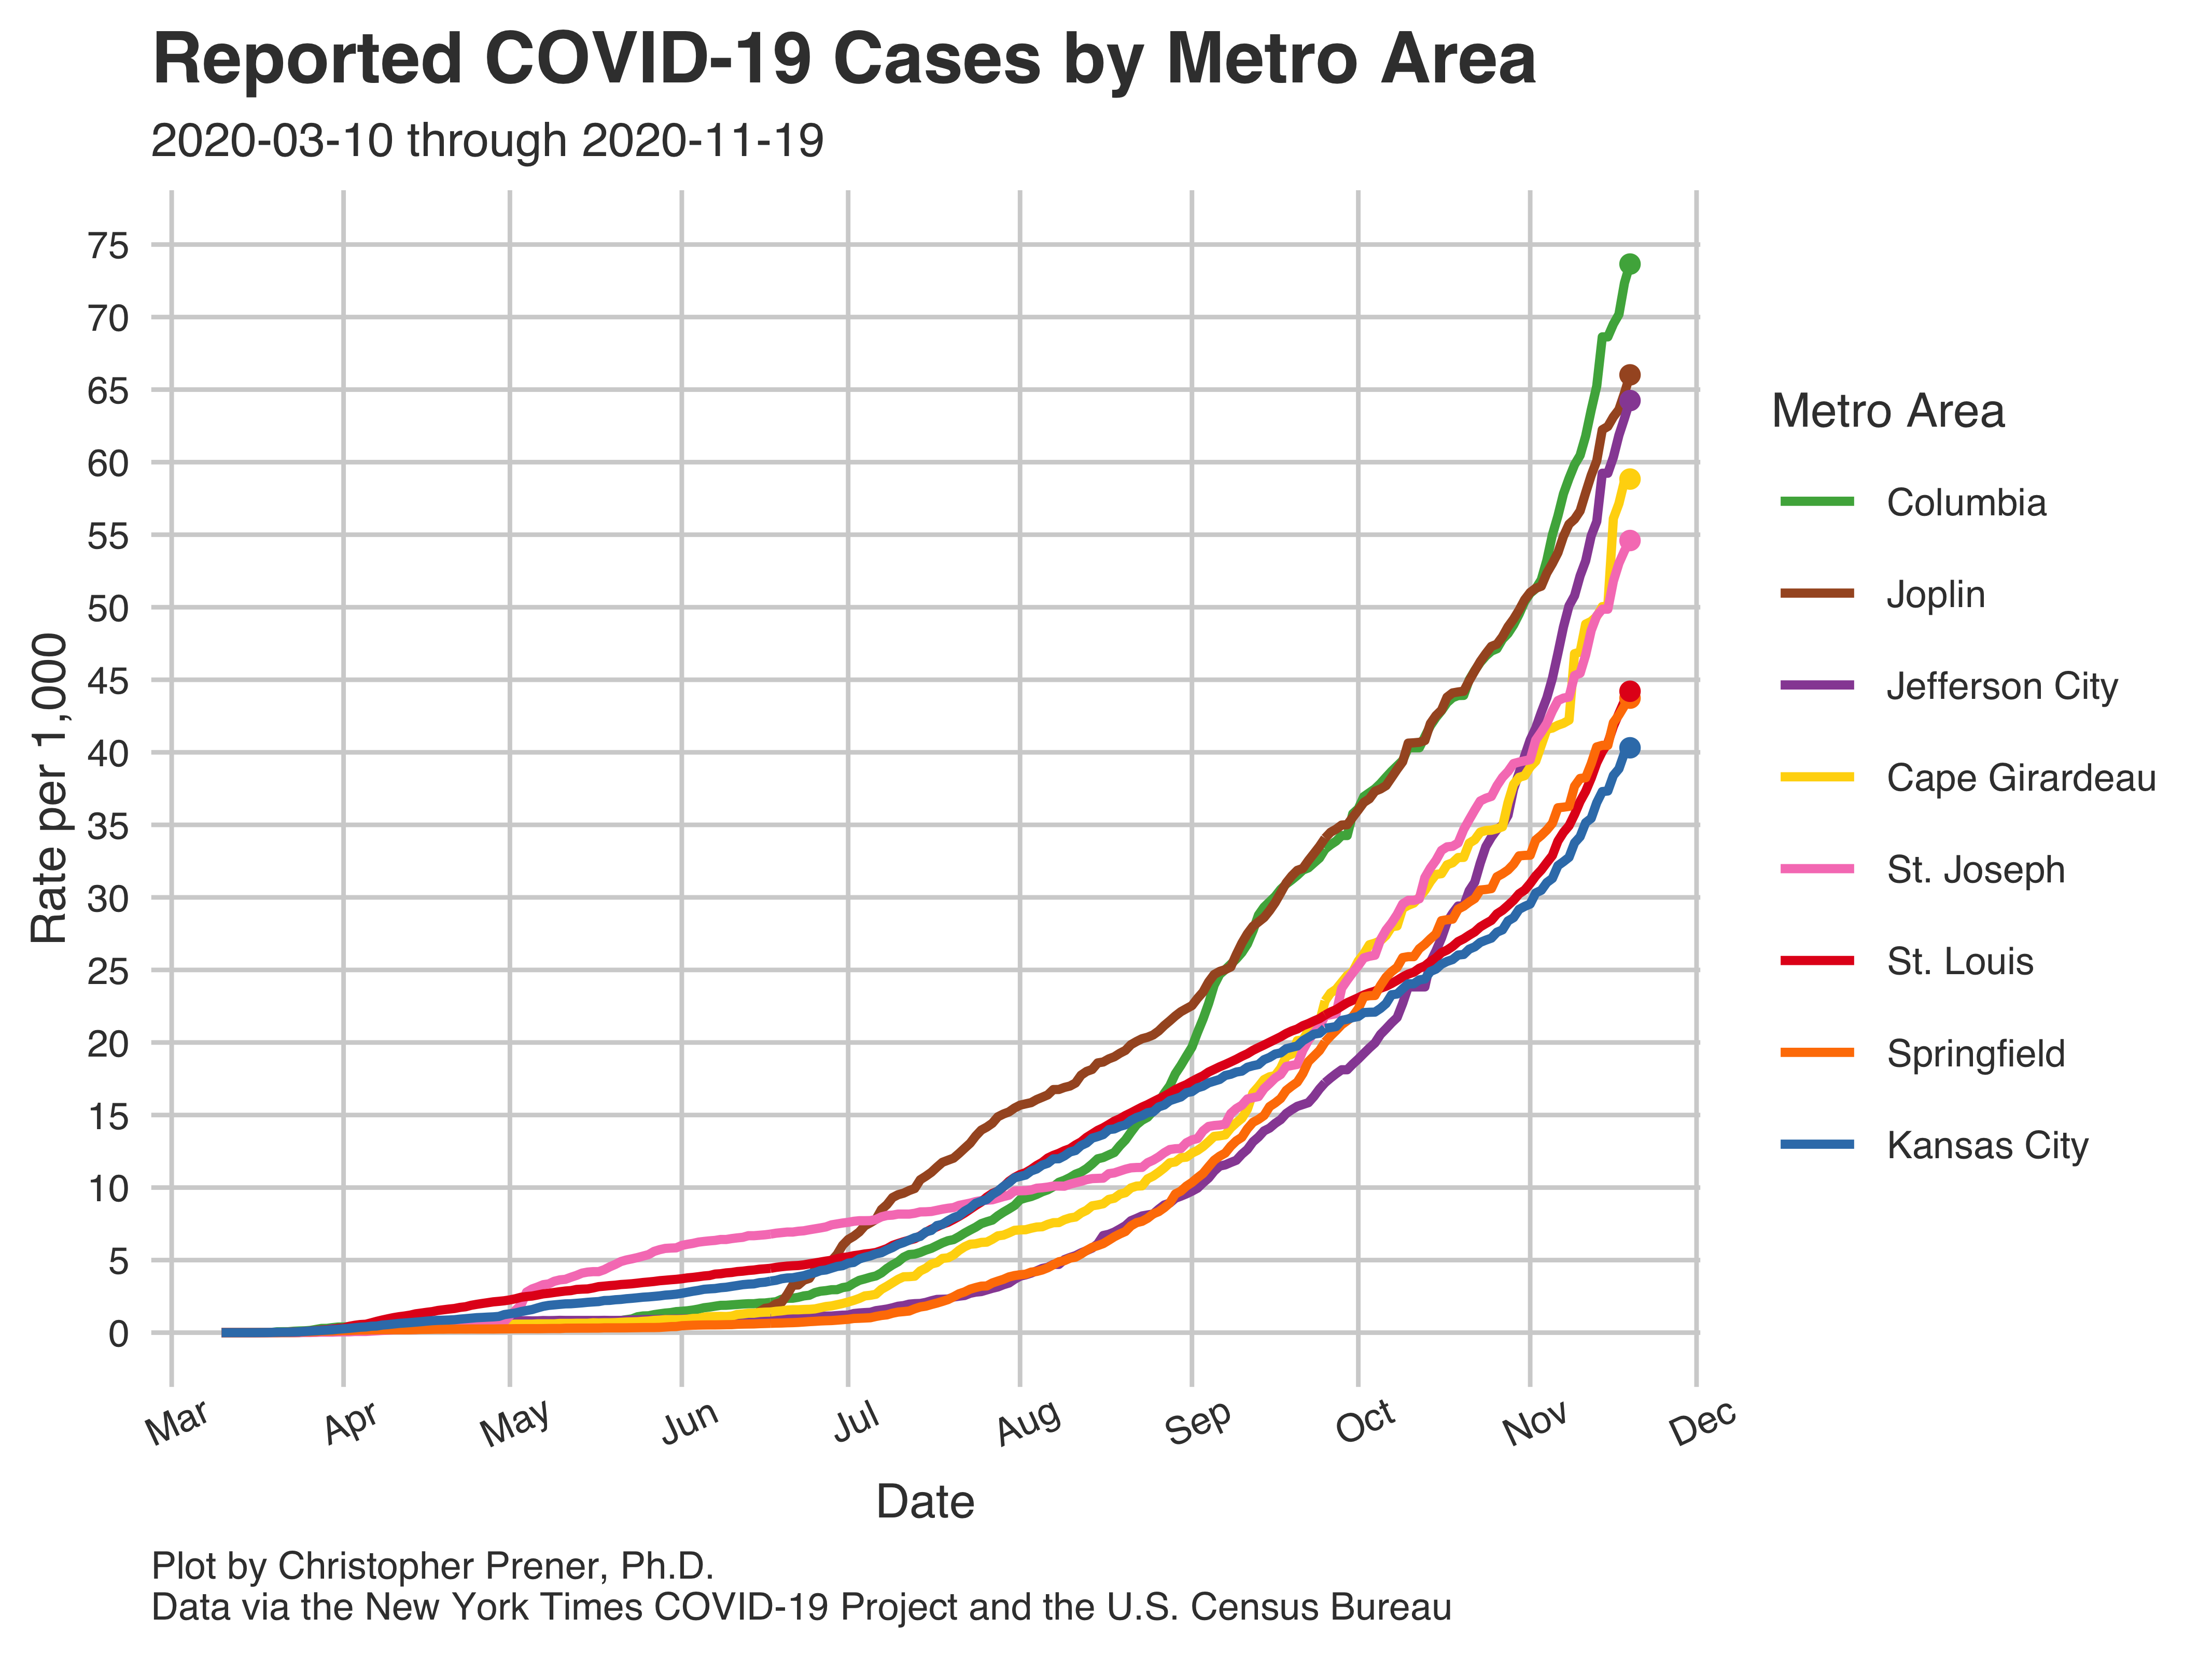 Reported COVID-19 Cases by Metro Area
2020-03-10 through 2020-11-19
Rate per 1,000
75
70
65
60
55
50
45
40
35
30
25
20
15
10
5
0
Mar
Apr
May
Jun
Jul
Aug
Sep
Oct
Nov
Dec
Date
Metro Area
Columbia
Joplin
Jefferson City
Cape Girardeau
St. Joseph
St. Louis
Springfield
Kansas City
Plot by Christopher Prener, Ph.D.
Data via the New York Times COVID-19 Project and the U.S. Census Bureau